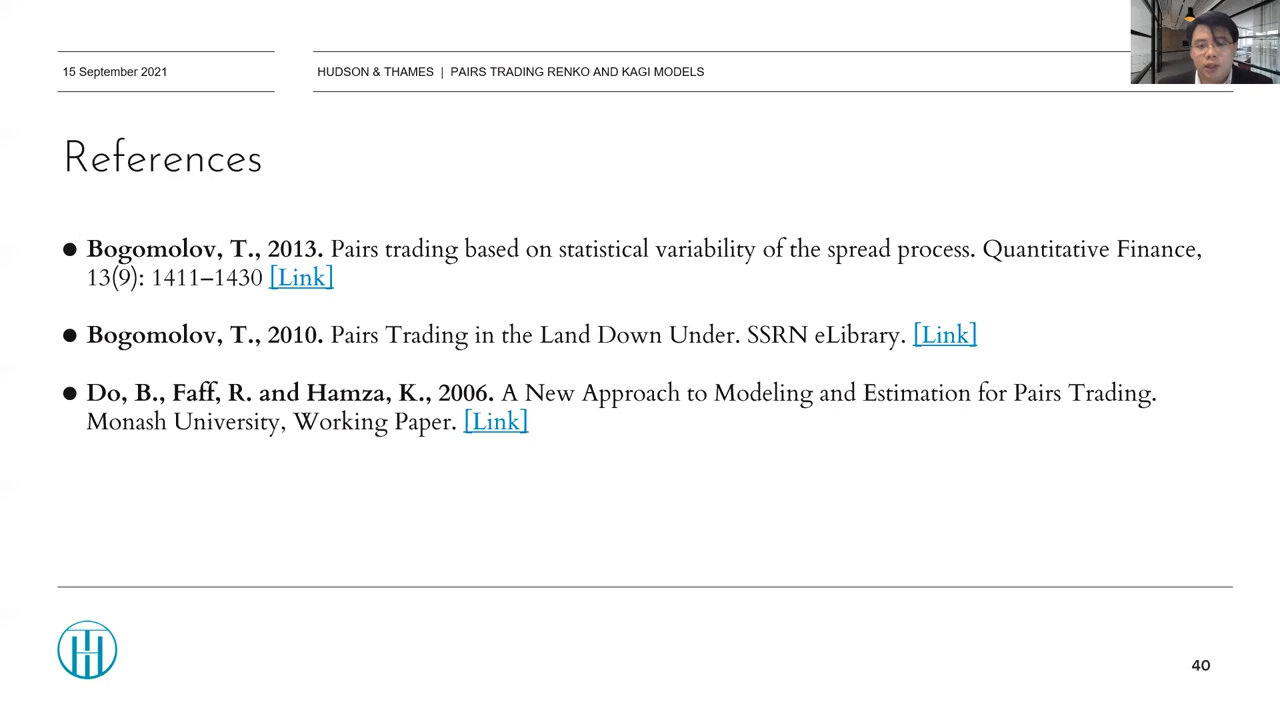 15 September 2021
HUDSON & THAMES | PAIRS TRADING RENKO AND KAGI MODELS
References
● Bogomolov, T., 2013. Pairs trading based on statistical variability of the spread process. Quantitative Finance,
13(9): 1411–1430 [Link]
● Bogomolov, T., 2010. Pairs Trading in the Land Down Under. SSRN eLibrary. [Link]
● Do, B., Faff, R. and Hamza, K., 2006. A New Approach to Modeling and Estimation for Pairs Trading.
Monash University, Working Paper. [Link]
40